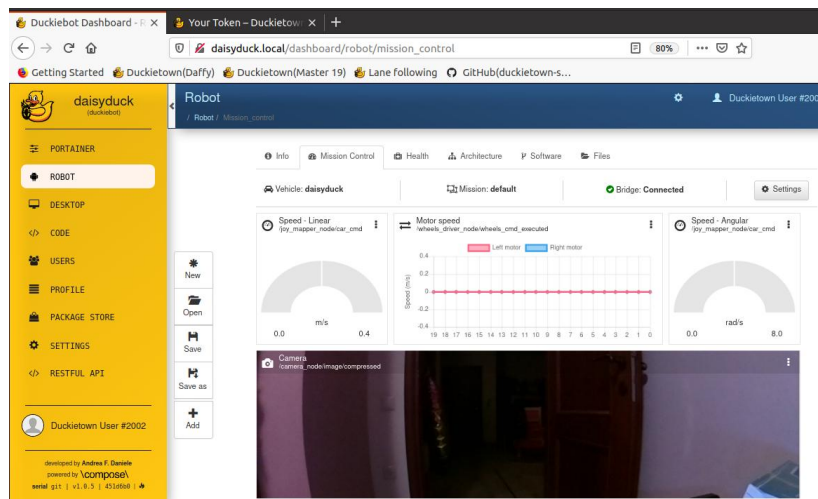 Duckiebot Dashboard - R
Your Token – Duckietow
daisyduck.local/dashboard/robot/mission_control
80%
Getting Started
Duckietown(Daffy)
Duckietown(Master 19)
Lane following
GitHub(duckietown-s...
daisyduck
(duckiebot)
PORTAINER
ROBOT
DESKTOP
CODE
USERS
PROFILE
PACKAGE STORE
SETTINGS
RESTFUL API
Duckietown User #2002
developed by Andrea F. Daniele
powered by \compose\
serial git | v1.0.5 | 451d6b0 |
Robot
/ Robot / Mission_control
Duckietown User #200
Info
Mission Control
Health
Architecture
Software
Files
Vehicle: daisyduck
Mission: default
Bridge: Connected
Settings
New
Open
Save
Save as
Add
Speed - Linear
/joy_mapper_node/car_cmd
m/s
0.0 0.4
Motor speed
/wheels_driver_node/wheels_cmd_executed
Left motor
Right motor
Speed (m/s)
0.4
0.2
0
-0.2
-0.4
19 18 17 16 15 14 13 12 11 10 9 8 7 6 5 4 3 2 1 0
Speed - Angular
/joy_mapper_node/car_cmd
rad/s
0.0 8.0
Camera
/camera_node/image/compressed